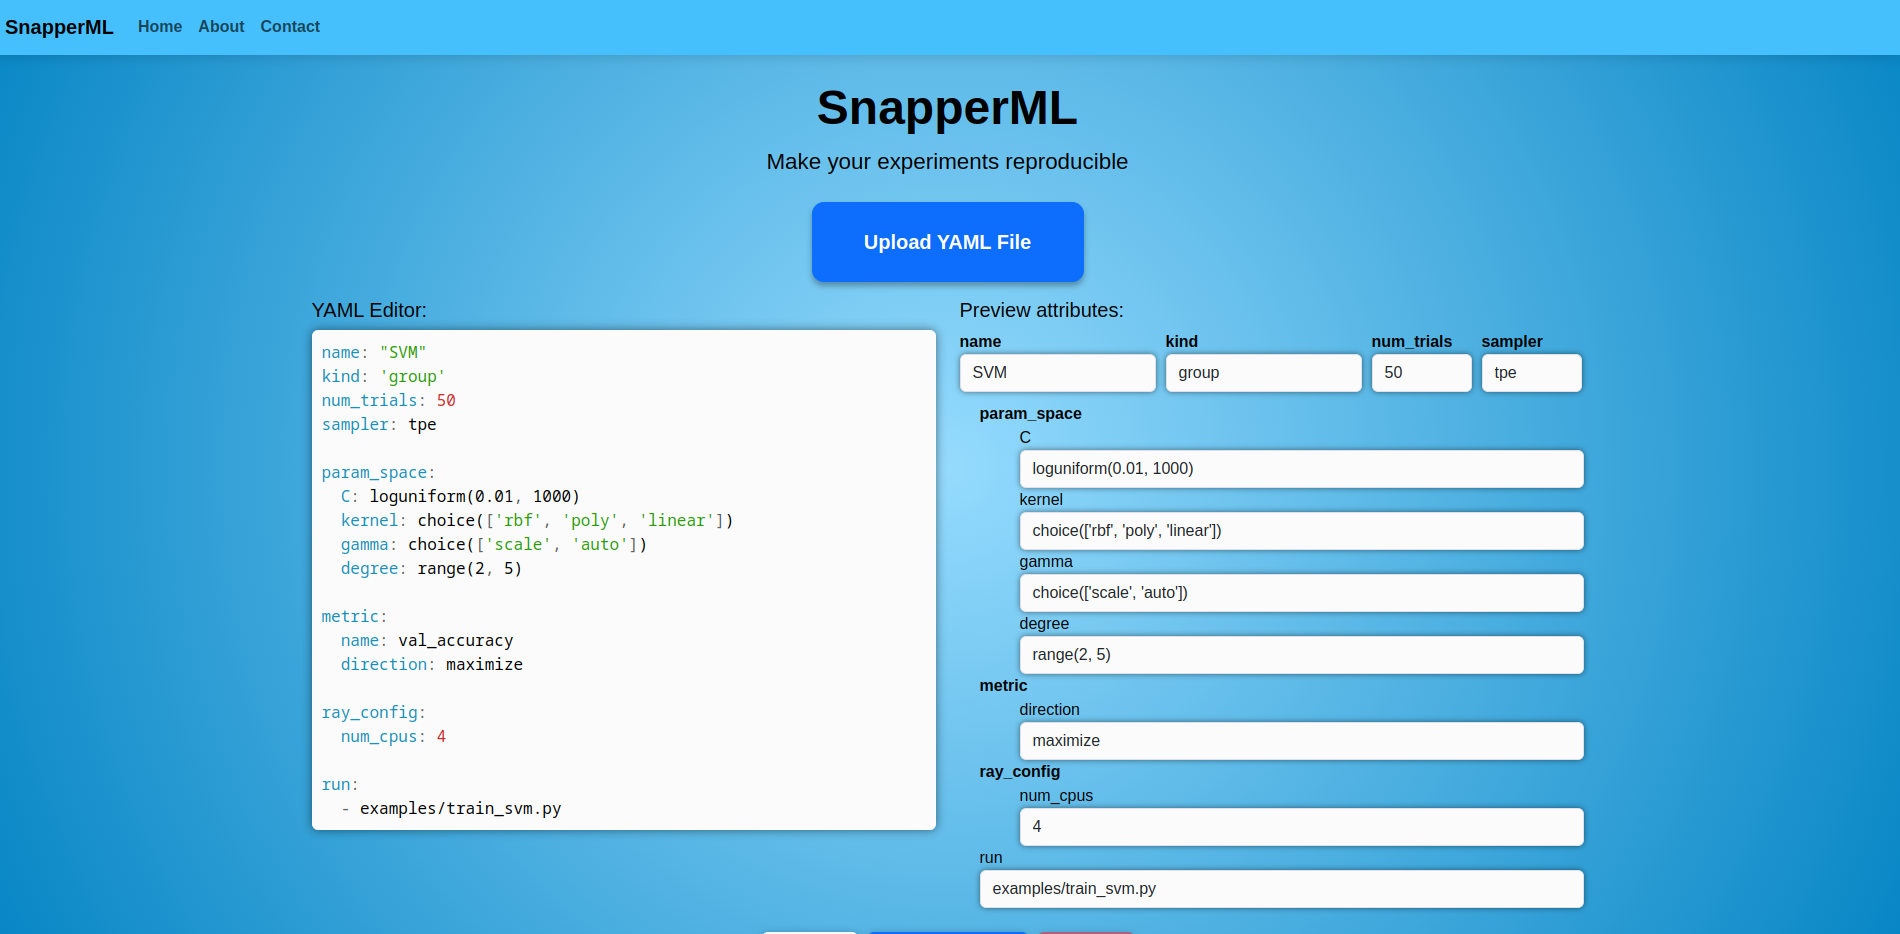 SnapperML Home About Contact
SnapperML
Make your experiments reproducible
Upload YAML File
YAML Editor:
name: "SVM"
kind: 'group'
num_trials: 50
sampler: tpe
param_space:
C: loguniform(0.01, 1000)
kernel: choice(['rbf', 'poly', 'linear'])
gamma: choice(['scale', 'auto'])
degree: range(2, 5)
metric:
name: val_accuracy
direction: maximize
ray_config:
num_cpus: 4
run:
- examples/train_svm.py
Preview attributes:
name kind num_trials sampler
SVM group 50 tpe
param_space
C
loguniform(0.01, 1000)
kernel
choice(['rbf', 'poly', 'linear'])
gamma
choice(['scale', 'auto'])
degree
range(2, 5)
metric
direction
maximize
ray_config
num_cpus
4
run
examples/train_svm.py